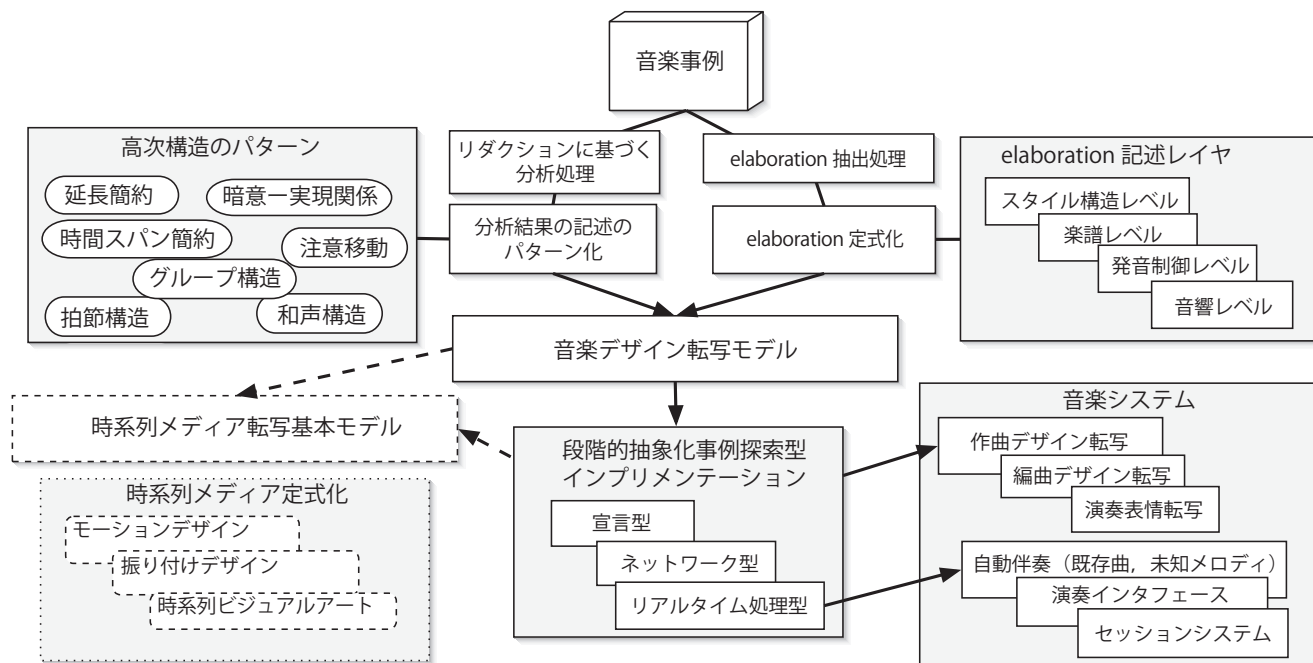 音楽事例
高次構造のパターン
延長簡約
暗意ー実現関係
時間スパン簡約
注意移動
グループ構造
拍節構造
和声構造
リダクションに基づく
分析処理
分析結果の記述の
パターン化
elaboration 抽出処理
elaboration 定式化
elaboration 記述レイヤ
スタイル構造レベル
楽譜レベル
発音制御レベル
音響レベル
音楽デザイン転写モデル
時系列メディア転写基本モデル
時系列メディア定式化
モーションデザイン
振り付けデザイン
時系列ビジュアルアート
段階的抽象化事例探索型
インプリメンテーション
宣言型
ネットワーク型
リアルタイム処理型
音楽システム
作曲デザイン転写
編曲デザイン転写
演奏表情転写
自動伴奏（既存曲，未知メロディ）
演奏インタフェース
セッションシステム